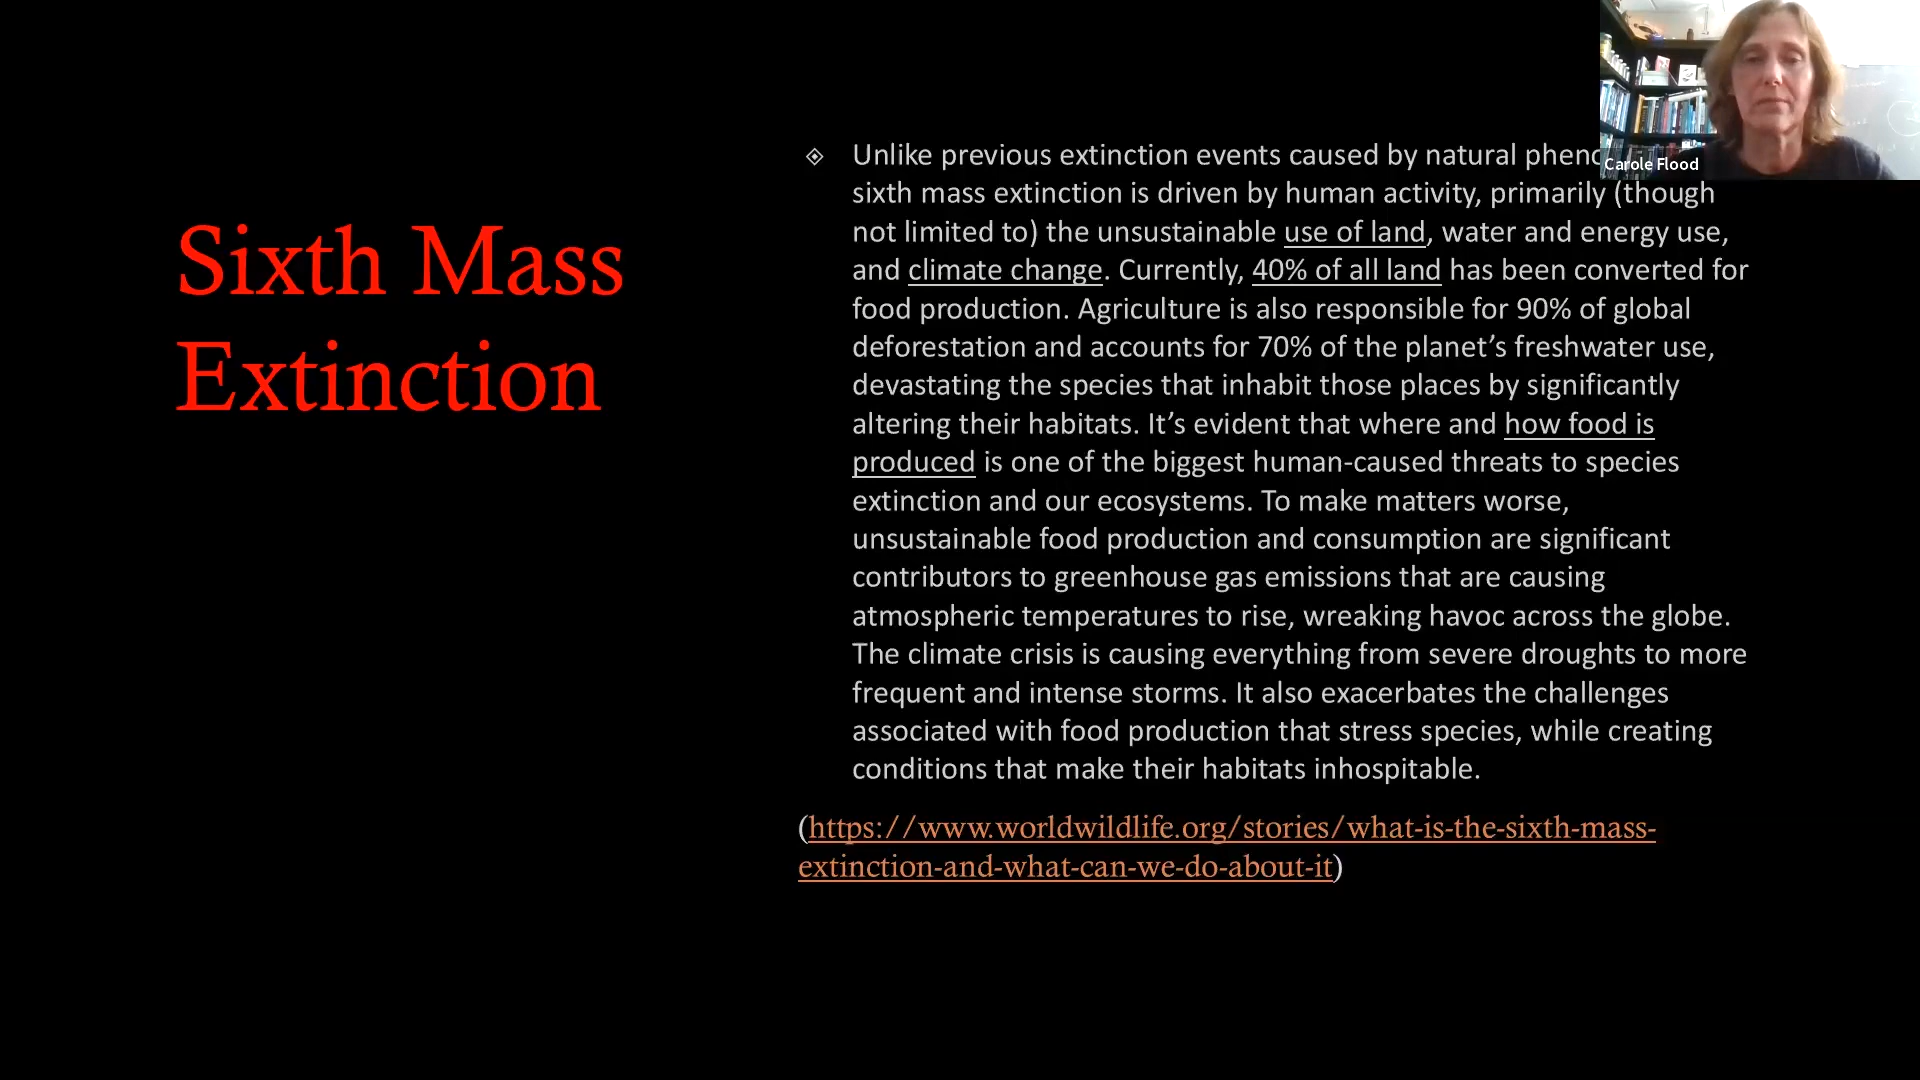 Sixth Mass
Extinction
Unlike previous extinction events caused by natural
sixth mass extinction is driven by human activity, primarily (though
not limited to) the unsustainable use of land, water and energy use,
and climate change. Currently, 40% of all land has been converted for
food production. Agriculture is also responsible for 90% of global
deforestation and accounts for 70% of the planet’s freshwater use,
devastating the species that inhabit those places by significantly
altering their habitats. It’s evident that where and how food is
produced is one of the biggest human-caused threats to species
extinction and our ecosystems. To make matters worse,
unsustainable food production and consumption are significant
contributors to greenhouse gas emissions that are causing
atmospheric temperatures to rise, wreaking havoc across the globe.
The climate crisis is causing everything from severe droughts to more
frequent and intense storms. It also exacerbates the challenges
associated with food production that stress species, while creating
conditions that make their habitats inhospitable.
(https://www.worldwildlife.org/stories/what-is-the-sixth-mass-
extinction-and-what-can-we-do-about-it)
Carole Flood